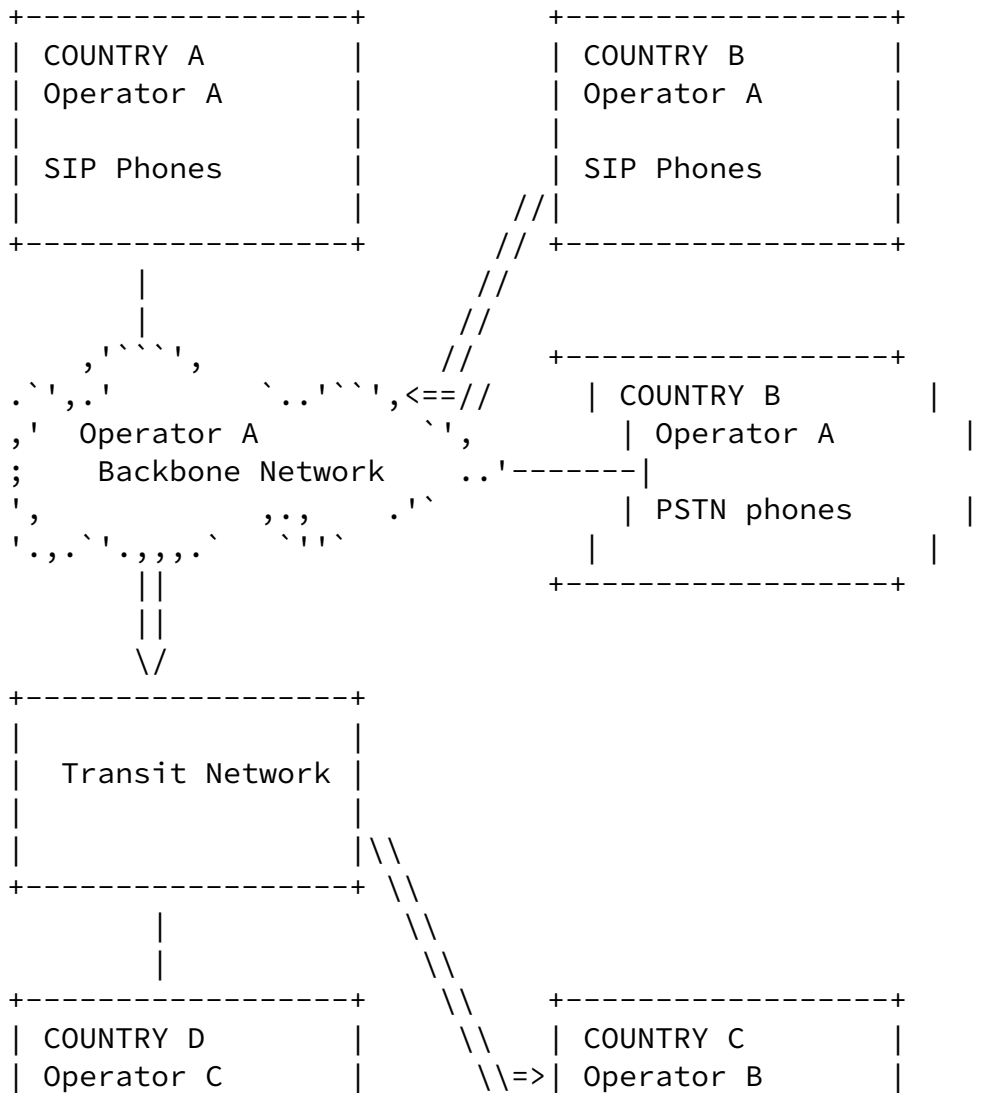 +------------------+          +------------------+
| COUNTRY A        |          | COUNTRY B        |
| Operator A       |          | Operator A       |
|                  |          |                  |
| SIP Phones       |          | SIP Phones       |
|                  |        //|                  |
+------------------+       // +------------------+
       |                  //
       |                 //
    ,'```',             //    +------------------+
.`',.'        `..'``',<==//     | COUNTRY B        |
,'  Operator A         `',        | Operator A       |
;    Backbone Network    ..'-------|
',            ,.,    .'`          | PSTN phones      |
'.,.`'.,,,.`   `''`             |                  |
       ||                     +------------------+
       ||
       \/
+------------------+
|                  |
|  Transit Network |
|                  |
|                  |\\
+------------------+ \\
        |             \\
        |              \\
+------------------+    \\    +------------------+
| COUNTRY D        |     \\   | COUNTRY C        |
| Operator C       |      \\=>| Operator B       |